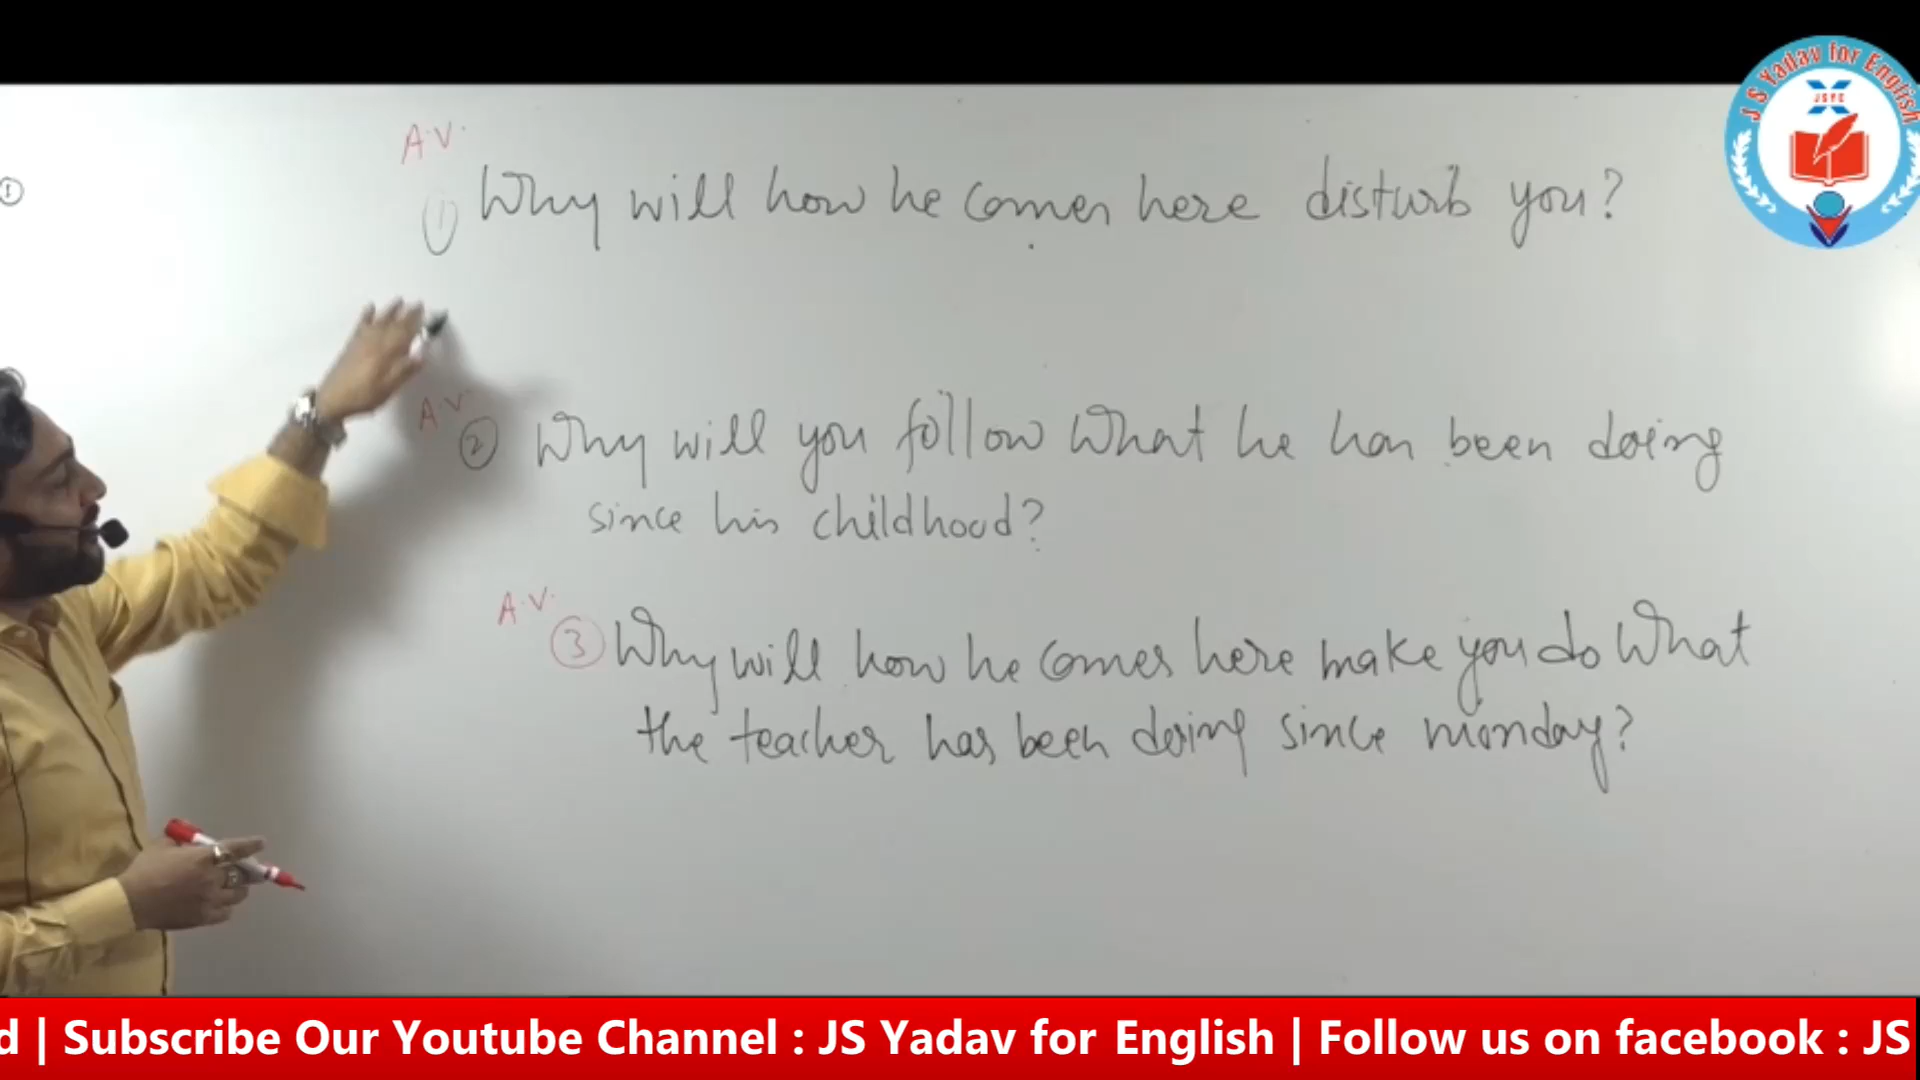 J S Yadav for English
JSYE
①
A.V.
① Why will how he comes here disturb you?
A.V.
② Why will you follow what he has been doing
since his childhood?
A.V.
③ Why will how he comes here make you do what
the teacher has been doing since monday?
d | Subscribe Our Youtube Channel : JS Yadav for English | Follow us on facebook : JS